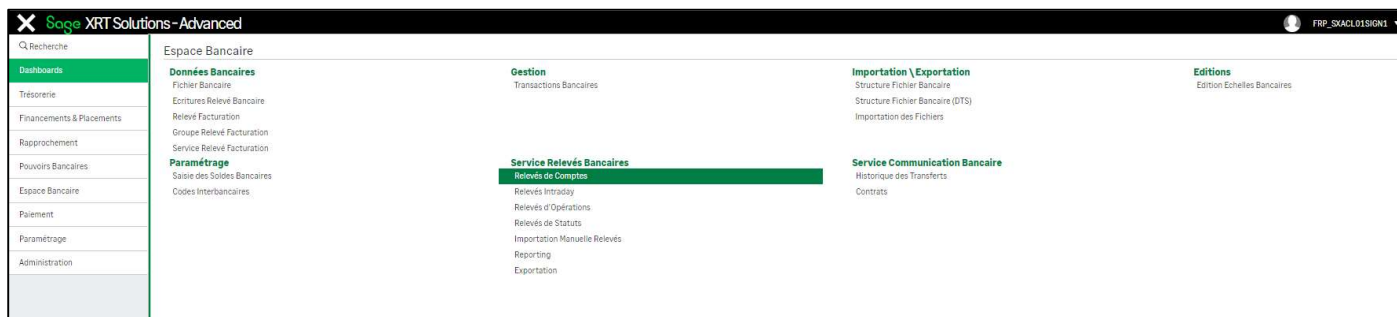 Sage XRT Solutions - Advanced
FRP_SXACL01SIGN1
Recherche
Dashboards
Trésorerie
Financements & Placements
Rapprochement
Pouvoirs Bancaires
Espace Bancaire
Paiement
Paramétrage
Administration
Espace Bancaire
Données Bancaires
Fichier Bancaire
Ecritures Relevé Bancaire
Relevé Facturation
Groupe Relevé Facturation
Service Relevé Facturation
Gestion
Transactions Bancaires
Importation \ Exportation
Structure Fichier Bancaire
Structure Fichier Bancaire (DTS)
Importation des Fichiers
Editions
Edition Echelles Bancaires
Paramétrage
Saisie des Soldes Bancaires
Codes Interbancaires
Service Relevés Bancaires
Relevés de Comptes
Relevés Intraday
Relevés d'Opérations
Relevés de Statuts
Importation Manuelle Relevés
Reporting
Exportation
Service Communication Bancaire
Historique des Transferts
Contrats